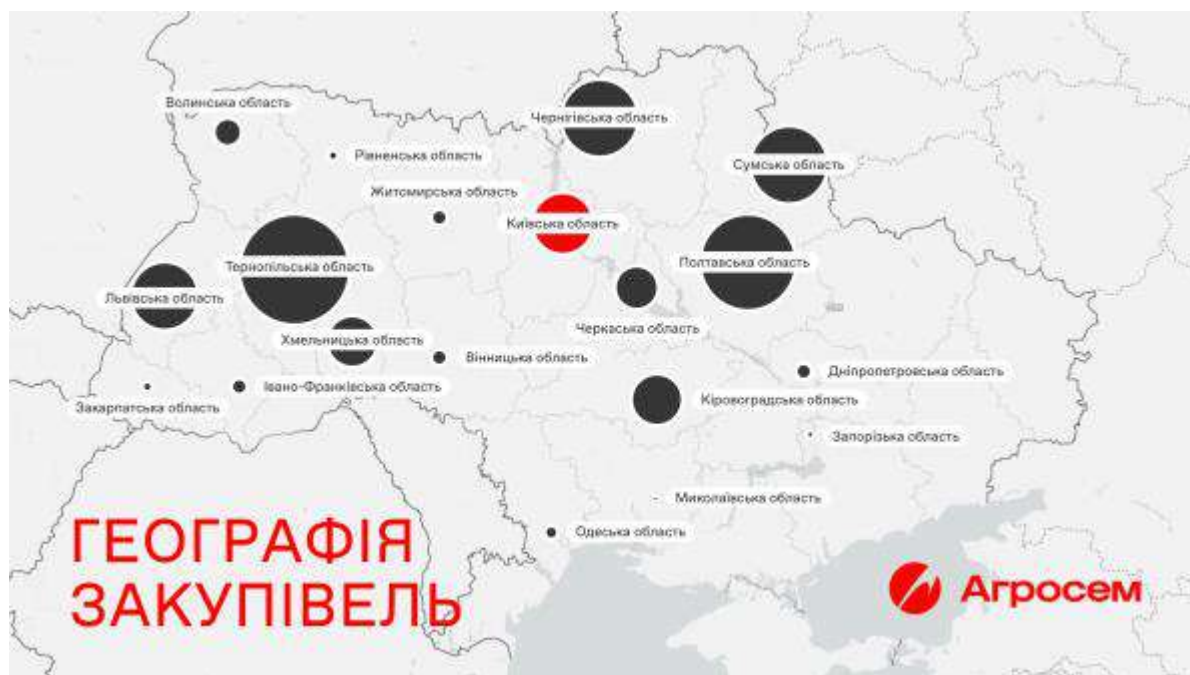 Волинська область
Чернігівська область
Рівненська область
Сумська область
Житомирська область
Київська область
Тернопільська область
Полтавська область
Львівська область
Черкаська область
Хмельницька область
Вінницька область
Дніпропетровська область
Івано-Франківська область
Закарпатська область
Кіровоградська область
Запорізька область
Миколаївська область
Одеська область
ГЕОГРАФІЯ
ЗАКУПІВЕЛЬ
Агросем